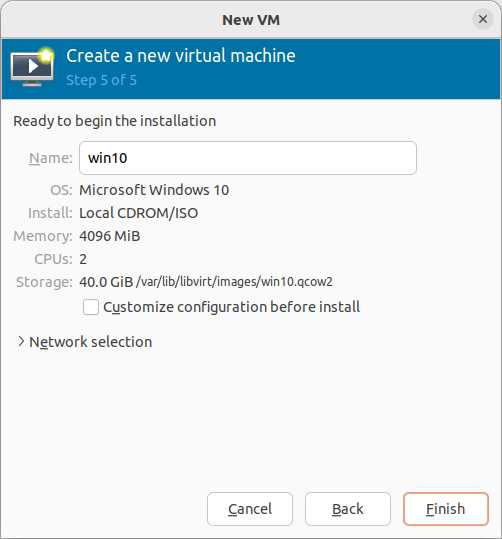 New VM
Create a new virtual machine
Step 5 of 5
Ready to begin the installation
Name: win10
OS: Microsoft Windows 10
Install: Local CDROM/ISO
Memory: 4096 MiB
CPUs: 2
Storage: 40.0 GiB /var/lib/libvirt/images/win10.qcow2
Customize configuration before install
Network selection
Cancel Back Finish